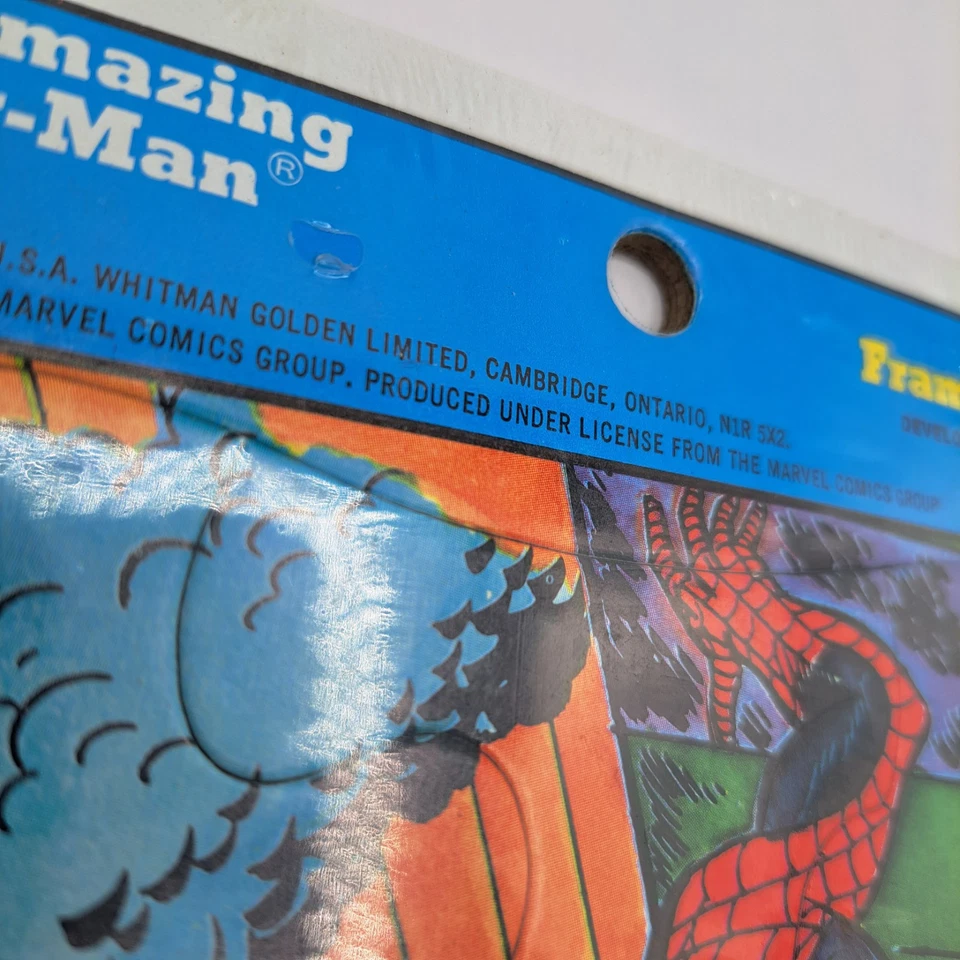 mazing
-Man®
.S.A. WHITMAN GOLDEN LIMITED, CAMBRIDGE, ONTARIO, N1R 5X2.
MARVEL COMICS GROUP. PRODUCED UNDER LICENSE FROM THE MARVEL COMICS GROUP
Fram
DEVELO